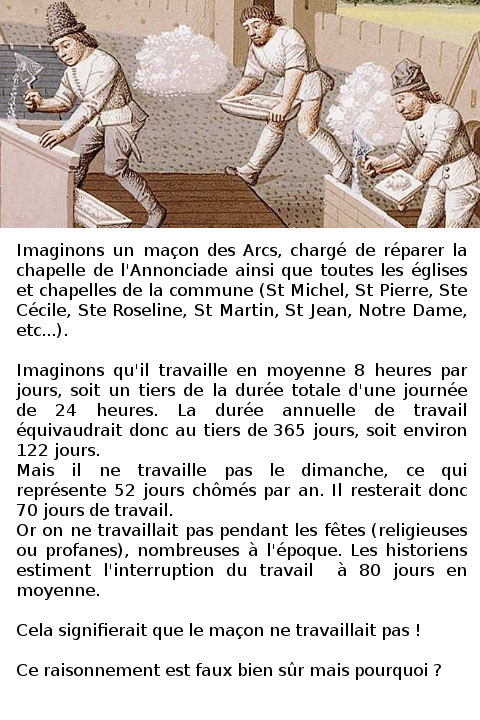 Imaginons un maçon des Arcs, chargé de réparer la
chapelle de l'Annonciade ainsi que toutes les églises
et chapelles de la commune (St Michel, St Pierre, Ste
Cécile, Ste Roseline, St Martin, St Jean, Notre Dame,
etc...).
Imaginons qu'il travaille en moyenne 8 heures par
jours, soit un tiers de la durée totale d'une journée
de 24 heures. La durée annuelle de travail
équivaudrait donc au tiers de 365 jours, soit environ
122 jours.
Mais il ne travaille pas le dimanche, ce qui
représente 52 jours chômés par an. Il resterait donc
70 jours de travail.
Or on ne travaillait pas pendant les fêtes (religieuses
ou profanes), nombreuses à l'époque. Les historiens
estiment l'interruption du travail à 80 jours en
moyenne.
Cela signifierait que le maçon ne travaillait pas !
Ce raisonnement est faux bien sûr mais pourquoi ?